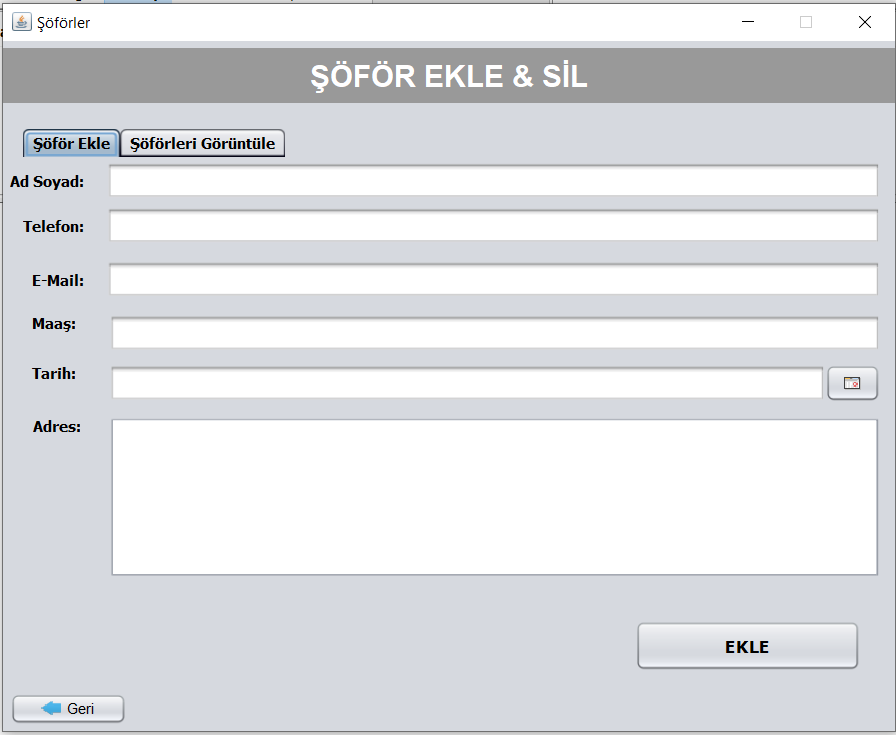 Şöförler
ŞÖFÖR EKLE & SİL
Şöför Ekle Şöförleri Görüntüle
Ad Soyad:
Telefon:
E-Mail:
Maaş:
Tarih:
Adres:
EKLE
Geri